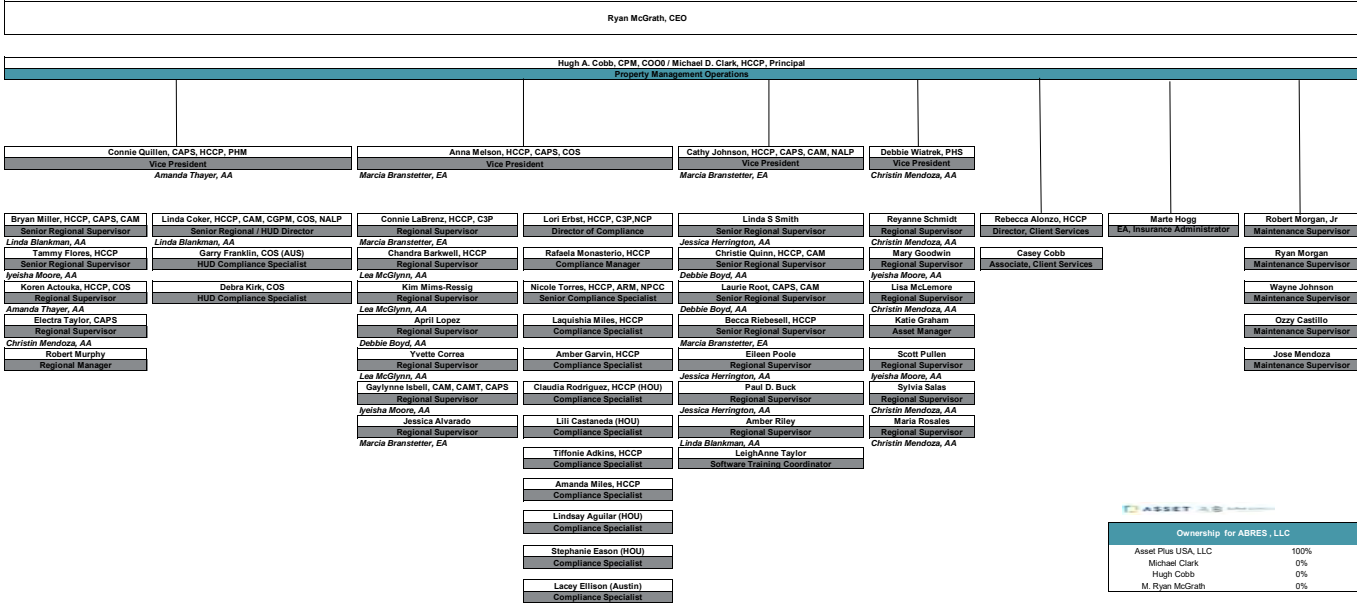 Ryan McGrath, CEO
Hugh A. Cobb, CPM, COO0 / Michael D. Clark, HCCP, Principal
Property Management Operations
Connie Quillen, CAPS, HCCP, PHM
Vice President
Amanda Thayer, AA
Anna Melson, HCCP, CAPS, COS
Vice President
Marcia Branstetter, EA
Cathy Johnson, HCCP, CAPS, CAM, NALP
Vice President
Marcia Branstetter, EA
Debbie Wiatrek, PHS
Vice President
Christin Mendoza, AA
Bryan Miller, HCCP, CAPS, CAM
Senior Regional Supervisor
Linda Blankman, AA
Tammy Flores, HCCP
Senior Regional Supervisor
Iyeisha Moore, AA
Koren Actouka, HCCP, COS
Regional Supervisor
Amanda Thayer, AA
Electra Taylor, CAPS
Regional Supervisor
Christin Mendoza, AA
Robert Murphy
Regional Manager
Linda Coker, HCCP, CAM, CGPM, COS, NALP
Senior Regional / HUD Director
Linda Blankman, AA
Garry Franklin, COS (AUS)
HUD Compliance Specialist
Debra Kirk, COS
HUD Compliance Specialist
Connie LaBrenz, HCCP, C3P
Regional Supervisor
Marcia Branstetter, EA
Chandra Barkwell, HCCP
Regional Supervisor
Lea McGlynn, AA
Kim Mims-Ressig
Regional Supervisor
Lea McGlynn, AA
April Lopez
Regional Supervisor
Debbie Boyd, AA
Yvette Correa
Regional Supervisor
Lea McGlynn, AA
Gaylynne Isbell, CAM, CAMT, CAPS
Regional Supervisor
Iyeisha Moore, AA
Jessica Alvarado
Regional Supervisor
Marcia Branstetter, EA
Lori Erbst, HCCP, C3P,NCP
Director of Compliance
Rafaela Monasterio, HCCP
Compliance Manager
Nicole Torres, HCCP, ARM, NPCC
Senior Compliance Specialist
Laquishia Miles, HCCP
Compliance Specialist
Amber Garvin, HCCP
Compliance Specialist
Claudia Rodriguez, HCCP (HOU)
Compliance Specialist
Lili Castaneda (HOU)
Compliance Specialist
Tiffonie Adkins, HCCP
Compliance Specialist
Amanda Miles, HCCP
Compliance Specialist
Lindsay Aguilar (HOU)
Compliance Specialist
Stephanie Eason (HOU)
Compliance Specialist
Lacey Ellison (Austin)
Compliance Specialist
Linda S Smith
Senior Regional Supervisor
Jessica Herrington, AA
Christie Quinn, HCCP, CAM
Senior Regional Supervisor
Debbie Boyd, AA
Laurie Root, CAPS, CAM
Senior Regional Supervisor
Debbie Boyd, AA
Becca Riebesell, HCCP
Senior Regional Supervisor
Marcia Branstetter, EA
Eileen Poole
Regional Supervisor
Jessica Herrington, AA
Paul D. Buck
Regional Supervisor
Jessica Herrington, AA
Amber Riley
Regional Supervisor
Linda Blankman, AA
LeighAnne Taylor
Software Training Coordinator
Reyanne Schmidt
Regional Supervisor
Christin Mendoza, AA
Mary Goodwin
Regional Supervisor
Iyeisha Moore, AA
Lisa McLemore
Regional Supervisor
Christin Mendoza, AA
Katie Graham
Asset Manager
Scott Pullen
Regional Supervisor
Iyeisha Moore, AA
Sylvia Salas
Regional Supervisor
Christin Mendoza, AA
Maria Rosales
Regional Supervisor
Christin Mendoza, AA
Rebecca Alonzo, HCCP
Director, Client Services
Casey Cobb
Associate, Client Services
Marte Hogg
EA, Insurance Administrator
Robert Morgan, Jr
Maintenance Supervisor
Ryan Morgan
Maintenance Supervisor
Wayne Johnson
Maintenance Supervisor
Ozzy Castillo
Maintenance Supervisor
Jose Mendoza
Maintenance Supervisor
ASSET
Ownership for ABRES , LLC
Asset Plus USA, LLC 100%
Michael Clark 0%
Hugh Cobb 0%
M. Ryan McGrath 0%